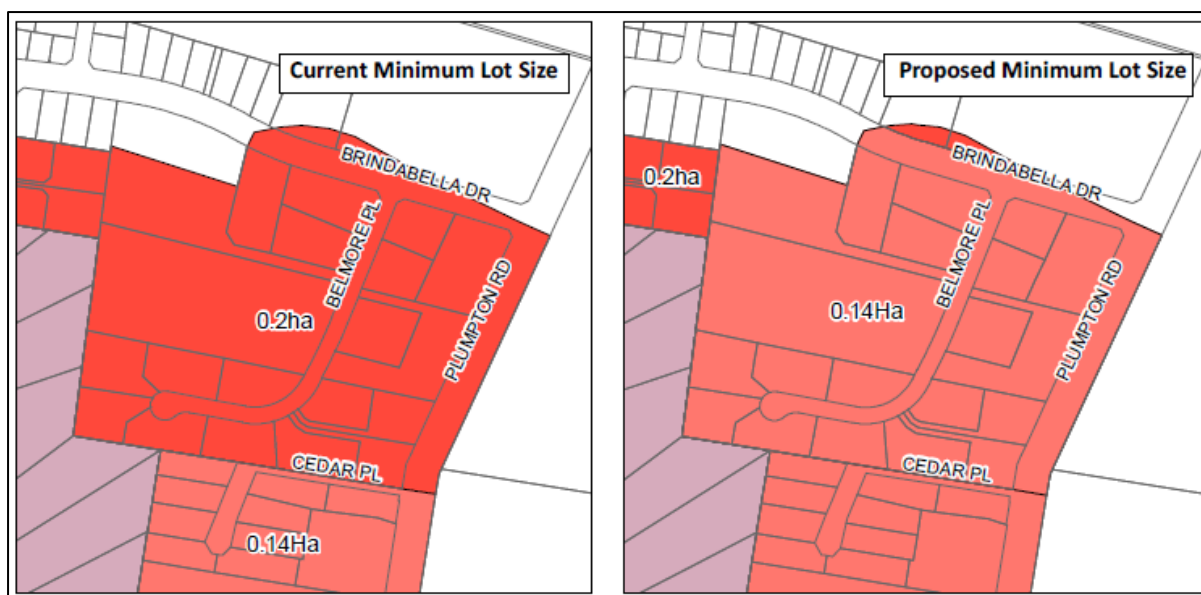 Current Minimum Lot Size
BRINDABELLA DR
BELMORE PL
0.2ha
PLUMPTON RD
CEDAR PL
0.14Ha
Proposed Minimum Lot Size
0.2ha
BRINDABELLA DR
BELMORE PL
0.14Ha
PLUMPTON RD
CEDAR PL